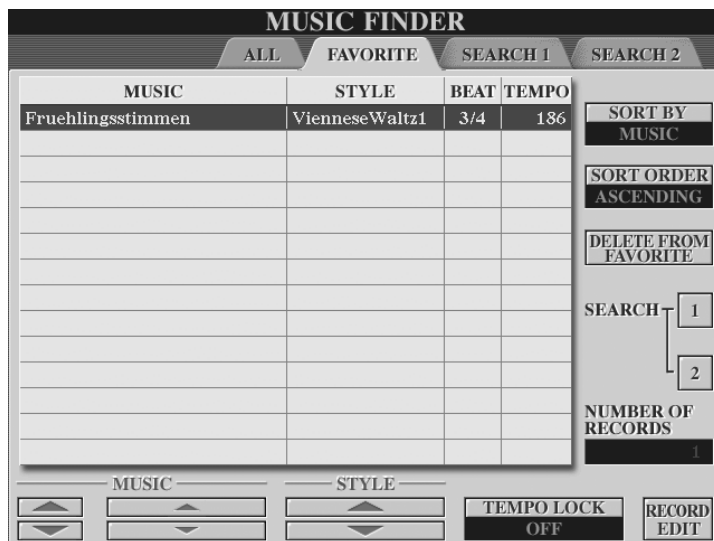 MUSIC FINDER
ALL FAVORITE SEARCH 1 SEARCH 2
MUSIC STYLE BEAT TEMPO
Fruehlingsstimmen VienneseWaltz1 3/4 186
SORT BY
MUSIC
SORT ORDER
ASCENDING
DELETE FROM
FAVORITE
SEARCH 1
2
NUMBER OF
RECORDS
1
MUSIC STYLE
TEMPO LOCK
OFF
RECORD
EDIT